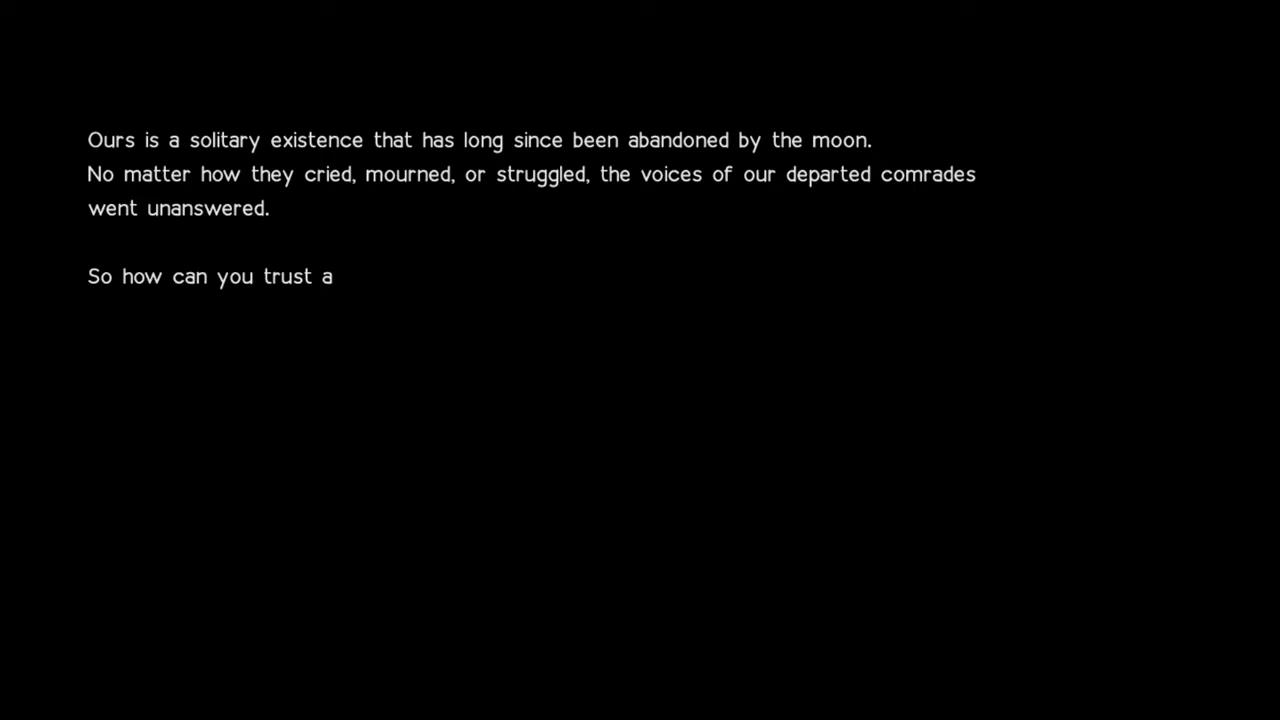 Ours is a solitary existence that has long since been abandoned by the moon.
No matter how they cried, mourned, or struggled, the voices of our departed comrades
went unanswered.
So how can you trust a